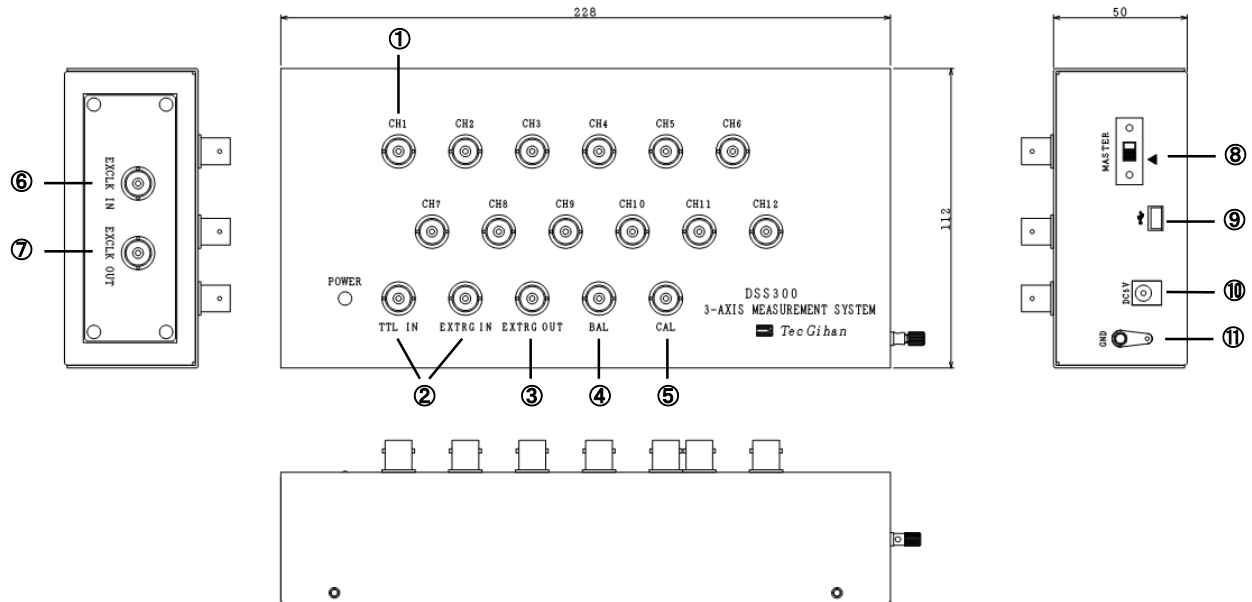 228
50
①
CH1 CH2 CH3 CH4 CH5 CH6
MASTER
⑧
⑥
EXCLK IN
⑨
CH7 CH8 CH9 CH10 CH11 CH12
112
⑦
EXCLK OUT
POWER
DSS300
3-AXIS MEASUREMENT SYSTEM
TecGihan
DC5V
⑩
TTL IN EXTRG IN EXTRG OUT BAL CAL
GND
⑪
② ③ ④ ⑤